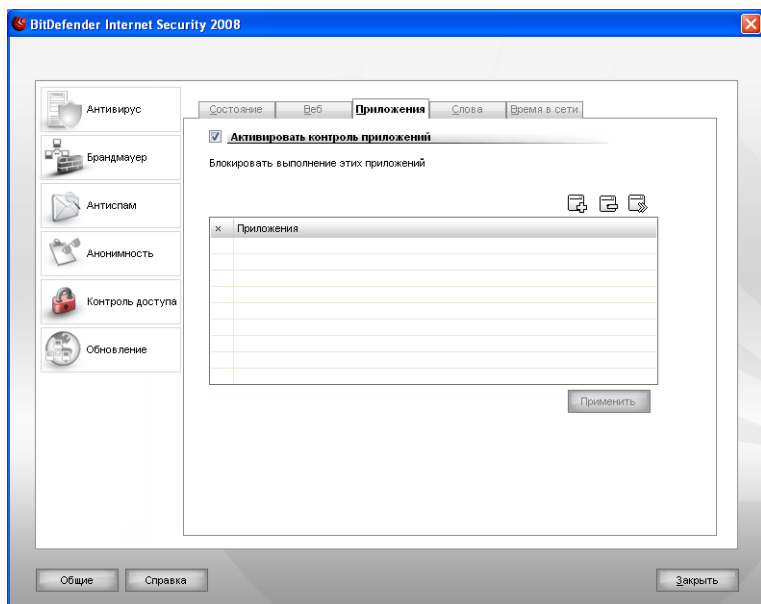 BitDefender Internet Security 2008
Антивирус
Брандмауер
Антиспам
Анонимность
Контроль доступа
Обновление
Состояние
Веб
Приложения
Слова
Время в сети
Активировать контроль приложений
Блокировать выполнение этих приложений
× Приложения
Применить
Общие
Справка
Закрыть